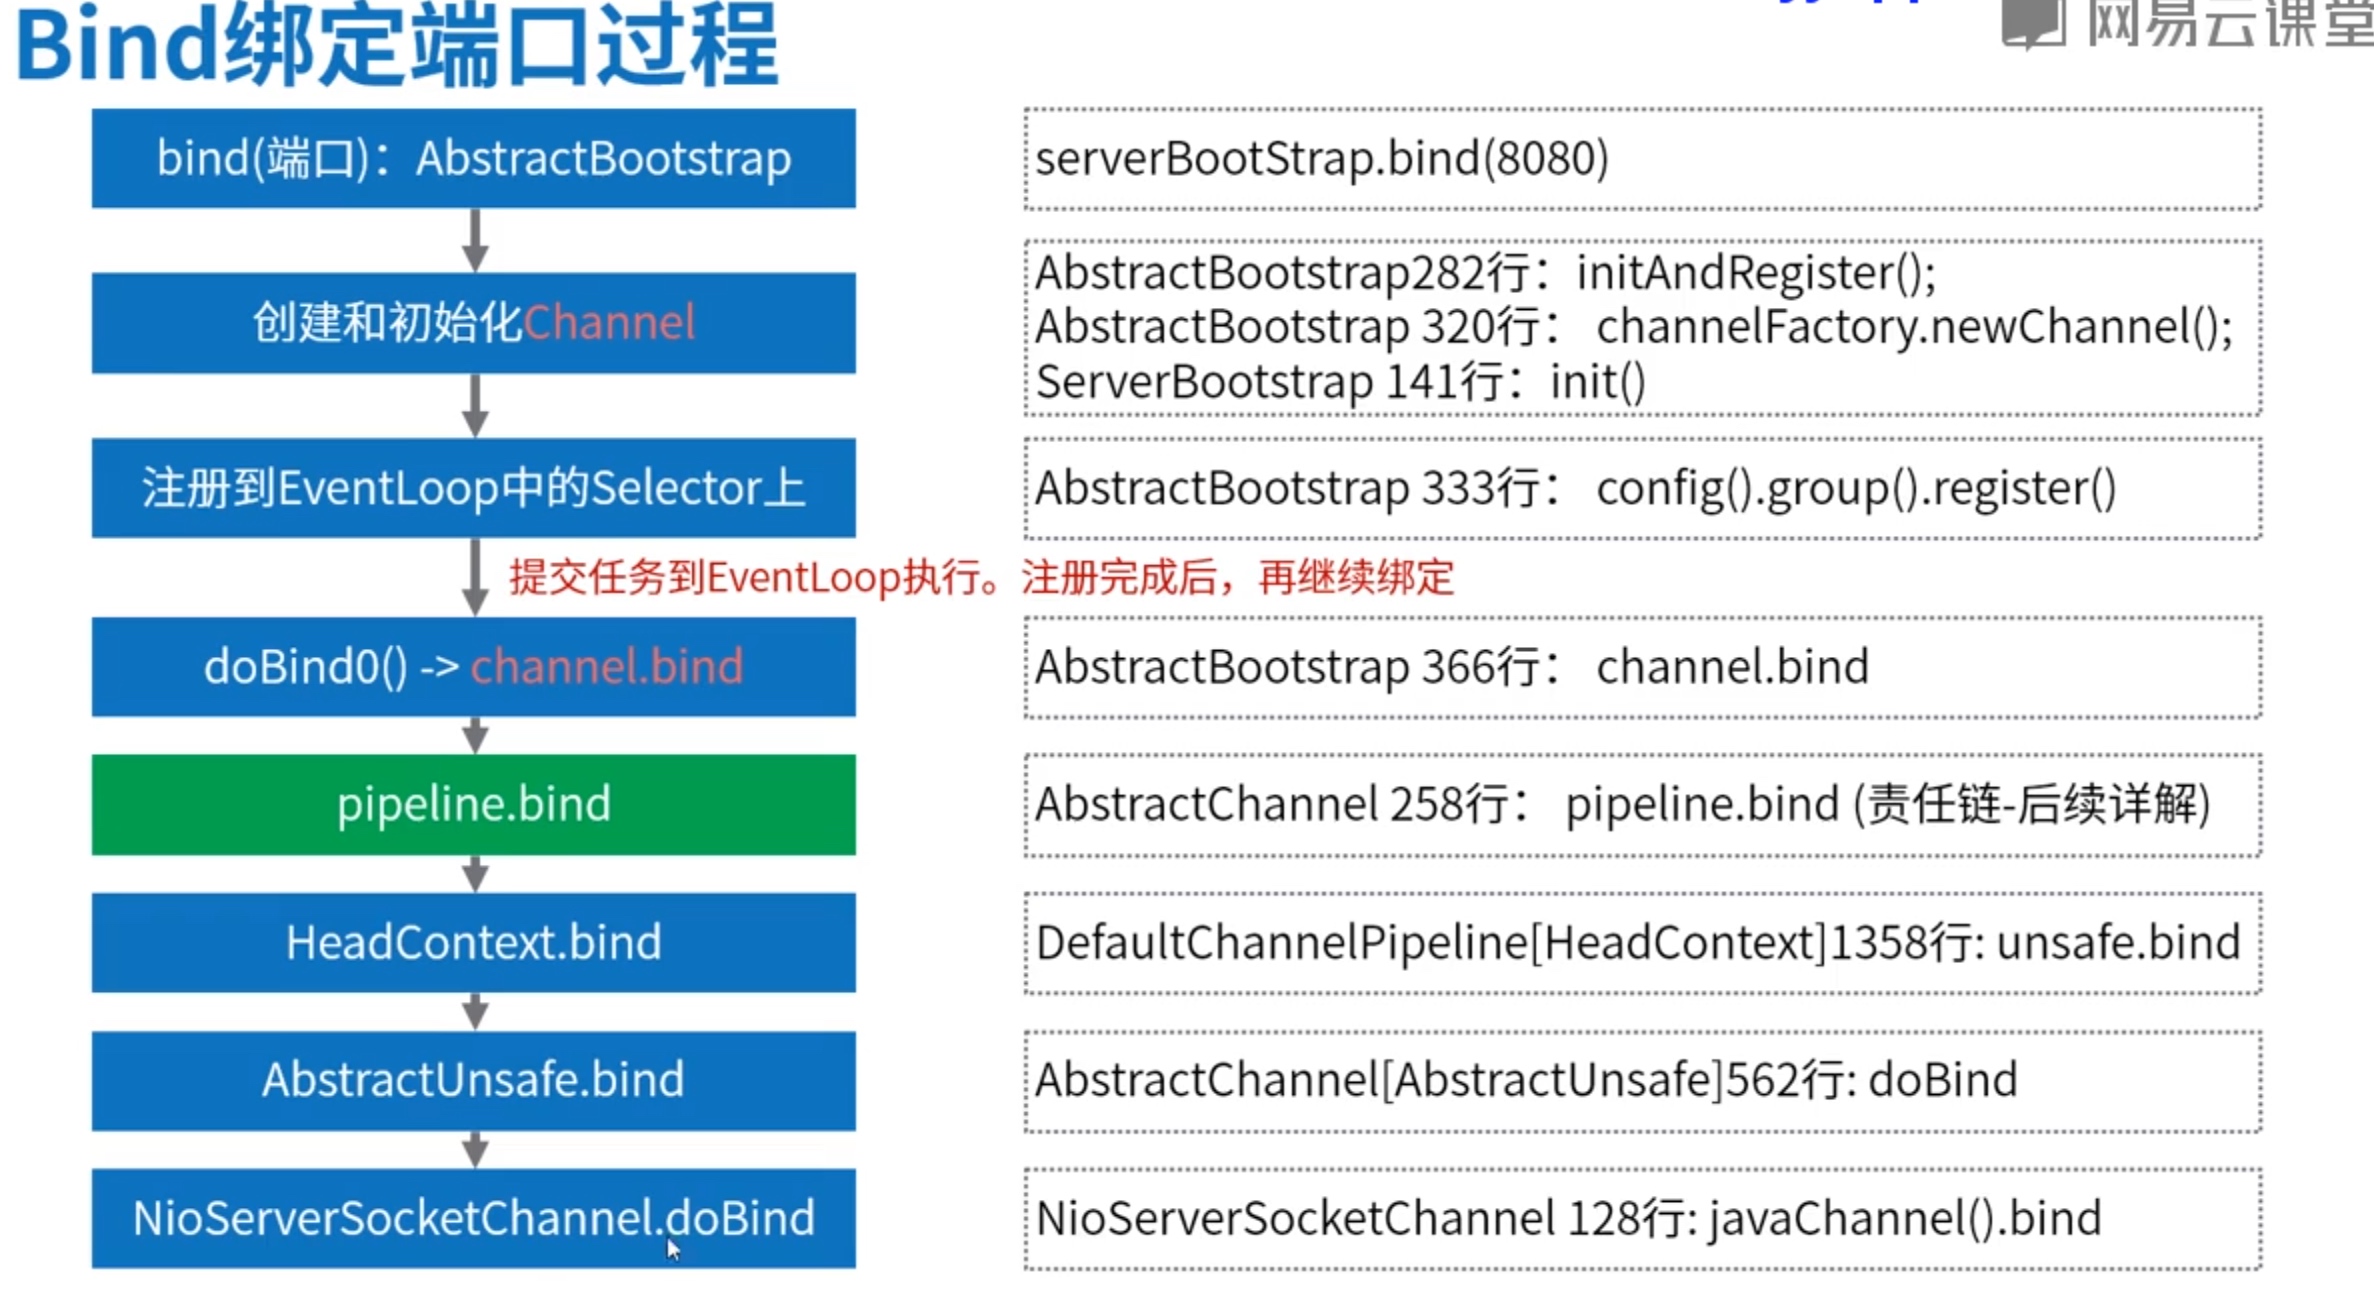 Bind绑定端口过程
网易云课堂
bind(端口)：AbstractBootstrap
serverBootStrap.bind(8080)
创建和初始化Channel
AbstractBootstrap282行：initAndRegister();
AbstractBootstrap 320行： channelFactory.newChannel();
ServerBootstrap 141行：init()
注册到EventLoop中的Selector上
AbstractBootstrap 333行： config().group().register()
提交任务到EventLoop执行。注册完成后，再继续绑定
doBind0() -> channel.bind
AbstractBootstrap 366行： channel.bind
pipeline.bind
AbstractChannel 258行： pipeline.bind (责任链-后续详解)
HeadContext.bind
DefaultChannelPipeline[HeadContext]1358行: unsafe.bind
AbstractUnsafe.bind
AbstractChannel[AbstractUnsafe]562行: doBind
NioServerSocketChannel.doBind
NioServerSocketChannel 128行: javaChannel().bind